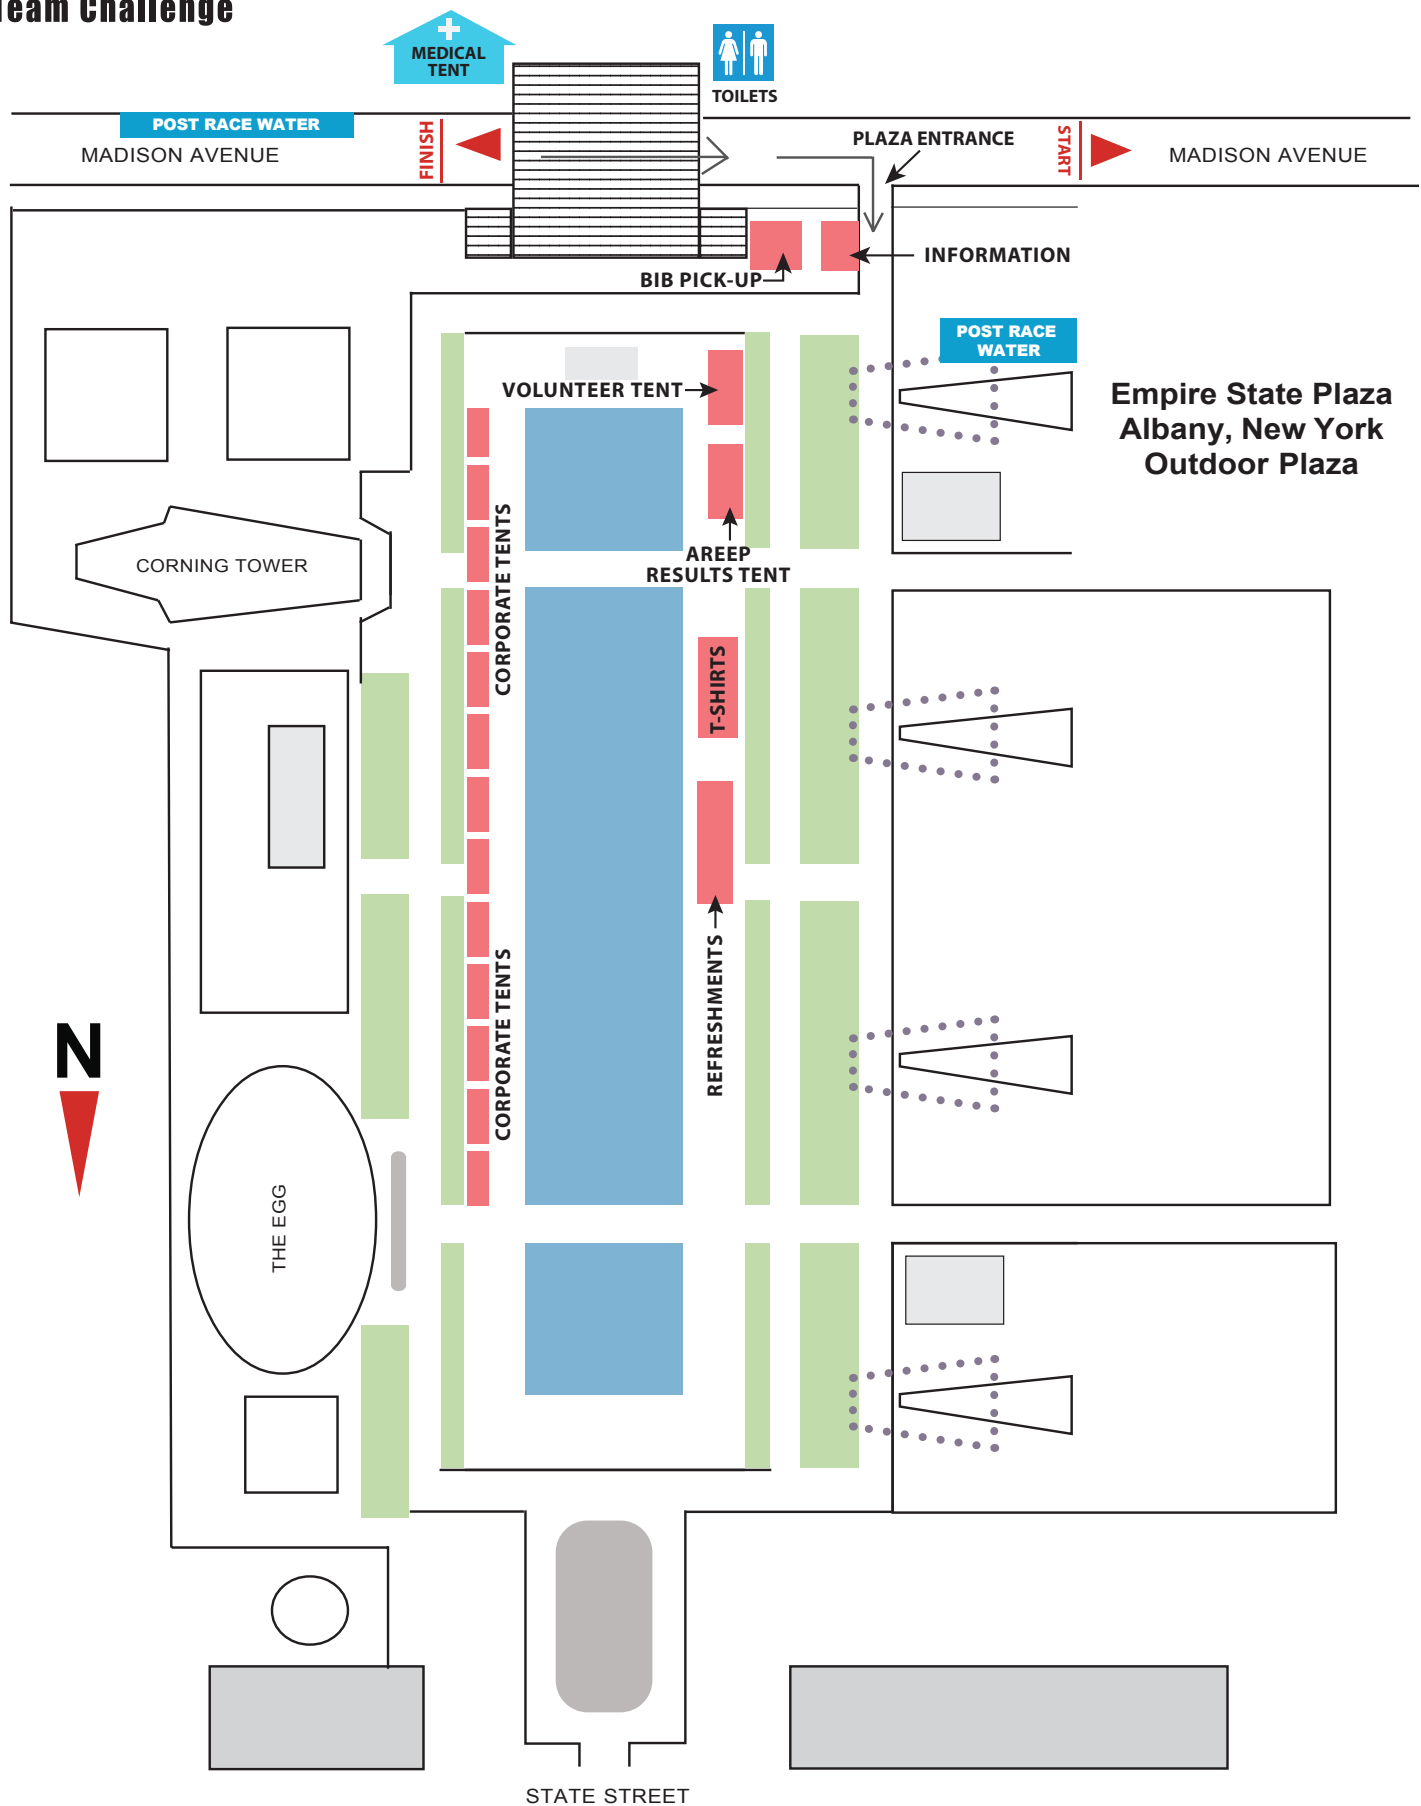 Team Challenge
MEDICAL
TENT
TOILETS
POST RACE WATER
MADISON AVENUE
FINISH
PLAZA ENTRANCE
START
MADISON AVENUE
INFORMATION
BIB PICK-UP
POST RACE
WATER
VOLUNTEER TENT
Empire State Plaza
Albany, New York
Outdoor Plaza
CORPORATE TENTS
AREEP
RESULTS TENT
CORNING TOWER
T-SHIRTS
REFRESHMENTS
CORPORATE TENTS
N
THE EGG
STATE STREET